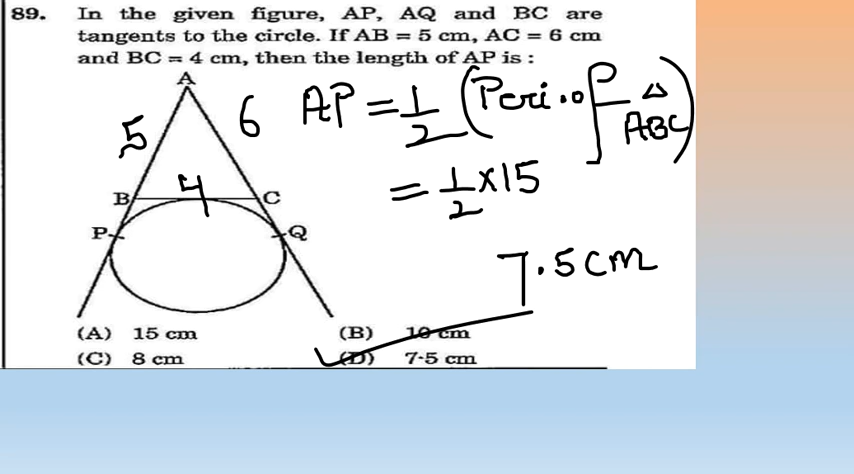 89. In the given figure, AP, AQ and BC are
tangents to the circle. If AB = 5 cm, AC = 6 cm
and BC = 4 cm, then the length of AP is :
A
5
6
AP = 1/2 (Peri. of △ ABC)
B
4
C
= 1/2 × 15
P
Q
7.5 cm
(A) 15 cm (B) 10 cm
(C) 8 cm (D) 7·5 cm